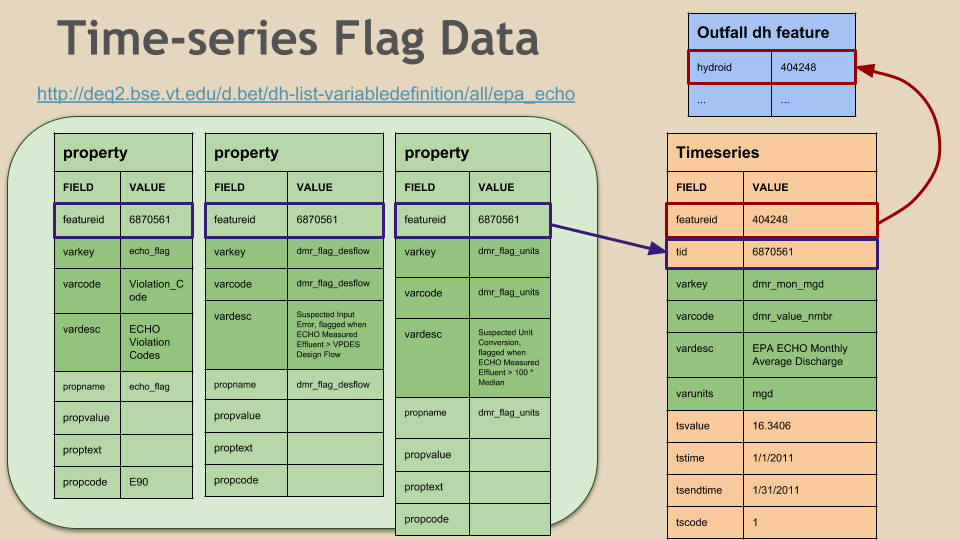 Time-series Flag Data
http://deq2.bse.vt.edu/d.bet/dh-list-variabledefinition/all/epa_echo
Outfall dh feature
hydroid 404248
... ...
property
FIELD VALUE
featureid 6870561
varkey echo_flag
varcode Violation_C
ode
vardesc ECHO
Violation
Codes
propname echo_flag
propvalue
proptext
propcode E90
property
FIELD VALUE
featureid 6870561
varkey dmr_flag_desflow
varcode dmr_flag_desflow
vardesc Suspected Input
Error, flagged when
ECHO Measured
Effluent > VPDES
Design Flow
propname dmr_flag_desflow
propvalue
proptext
propcode
property
FIELD VALUE
featureid 6870561
varkey dmr_flag_units
varcode dmr_flag_units
vardesc Suspected Unit
Conversion,
flagged when
ECHO Measured
Effluent > 100 *
Median
propname dmr_flag_units
propvalue
proptext
propcode
Timeseries
FIELD VALUE
featureid 404248
tid 6870561
varkey dmr_mon_mgd
varcode dmr_value_nmbr
vardesc EPA ECHO Monthly
Average Discharge
varunits mgd
tsvalue 16.3406
tstime 1/1/2011
tsendtime 1/31/2011
tscode 1